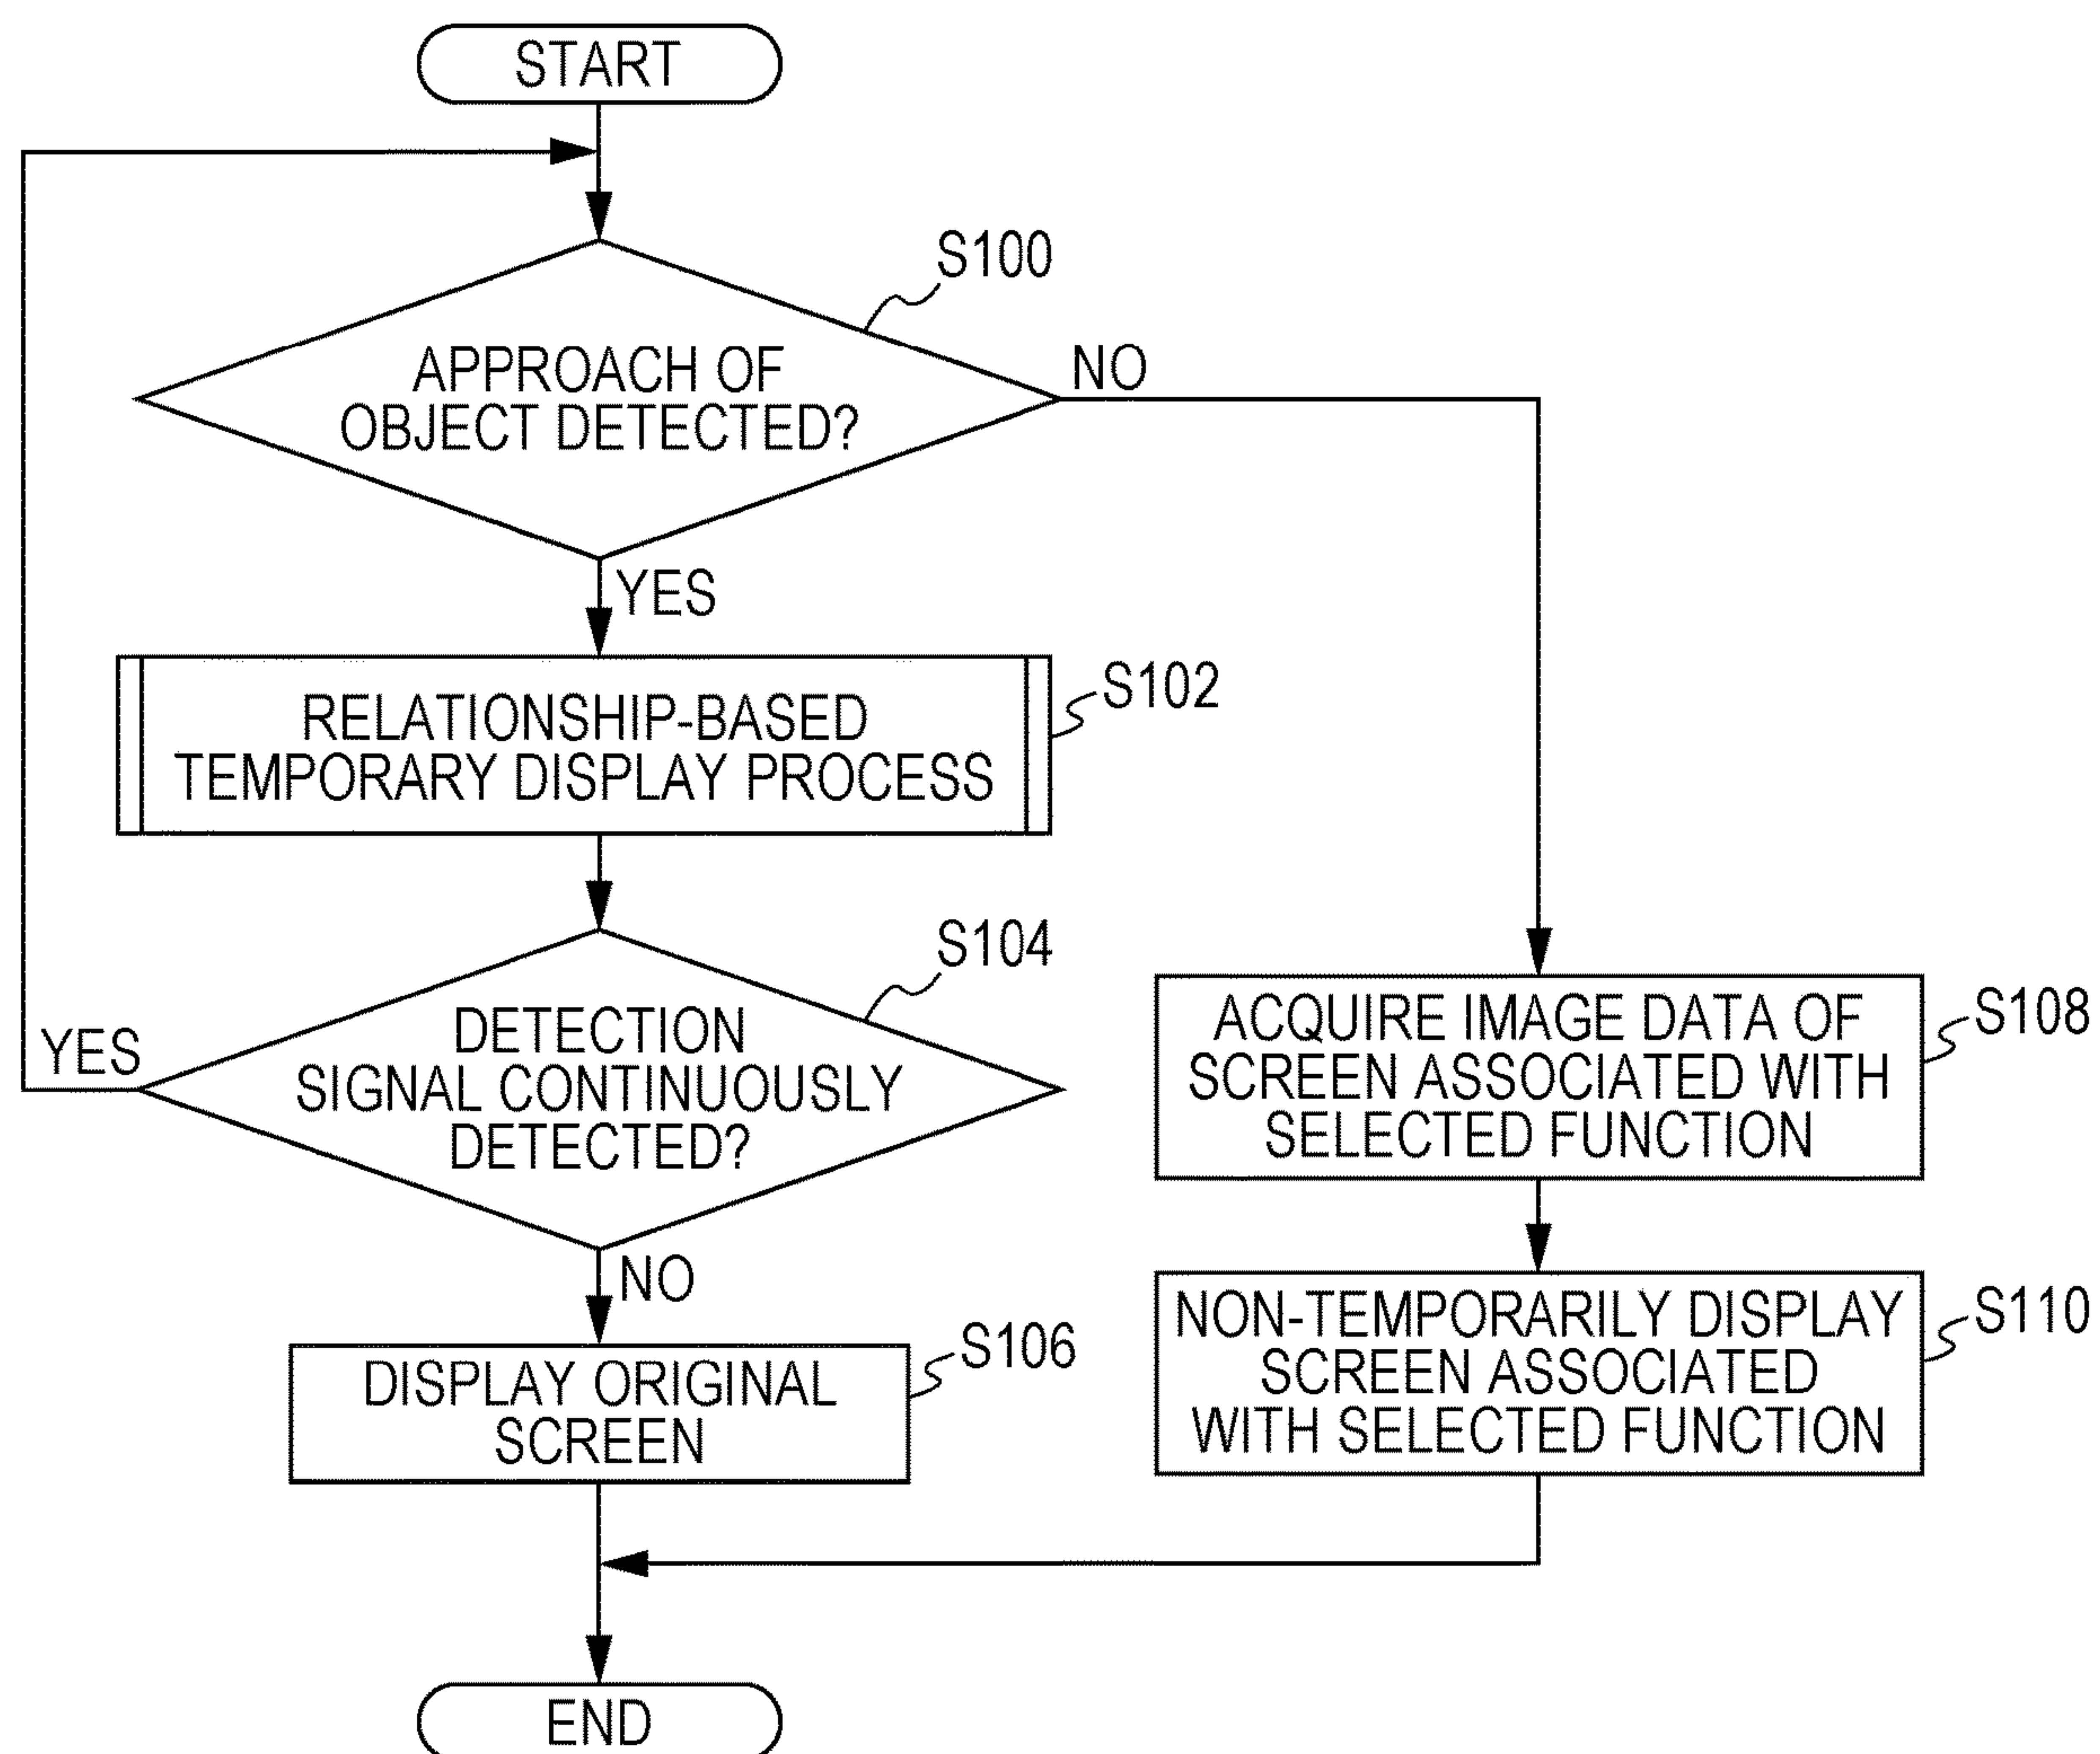 START
S100
APPROACH OF
OBJECT DETECTED?
NO
YES
RELATIONSHIP-BASED
TEMPORARY DISPLAY PROCESS
S102
S104
DETECTION
SIGNAL CONTINUOUSLY
DETECTED?
YES
NO
DISPLAY ORIGINAL
SCREEN
S106
ACQUIRE IMAGE DATA OF
SCREEN ASSOCIATED WITH
SELECTED FUNCTION
S108
NON-TEMPORARILY DISPLAY
SCREEN ASSOCIATED
WITH SELECTED FUNCTION
S110
END